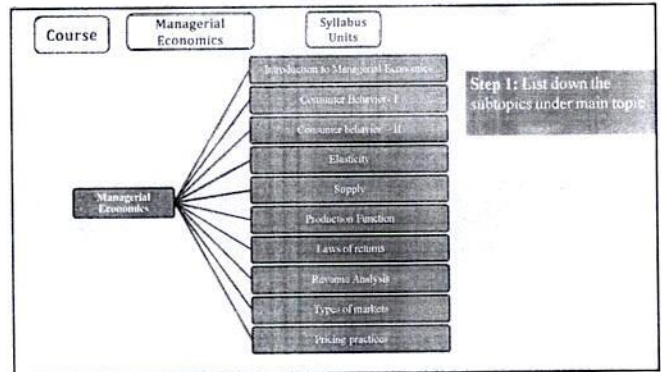 Course
Managerial
Economics
Syllabus
Units
Introduction to Managerial Economics
Consumer Behavior- I
Consumer behavior - II
Elasticity
Supply
Production Function
Laws of returns
Revenue Analysis
Types of markets
Pricing practices
Managerial
Economics
Step 1: List down the
subtopics under main topic